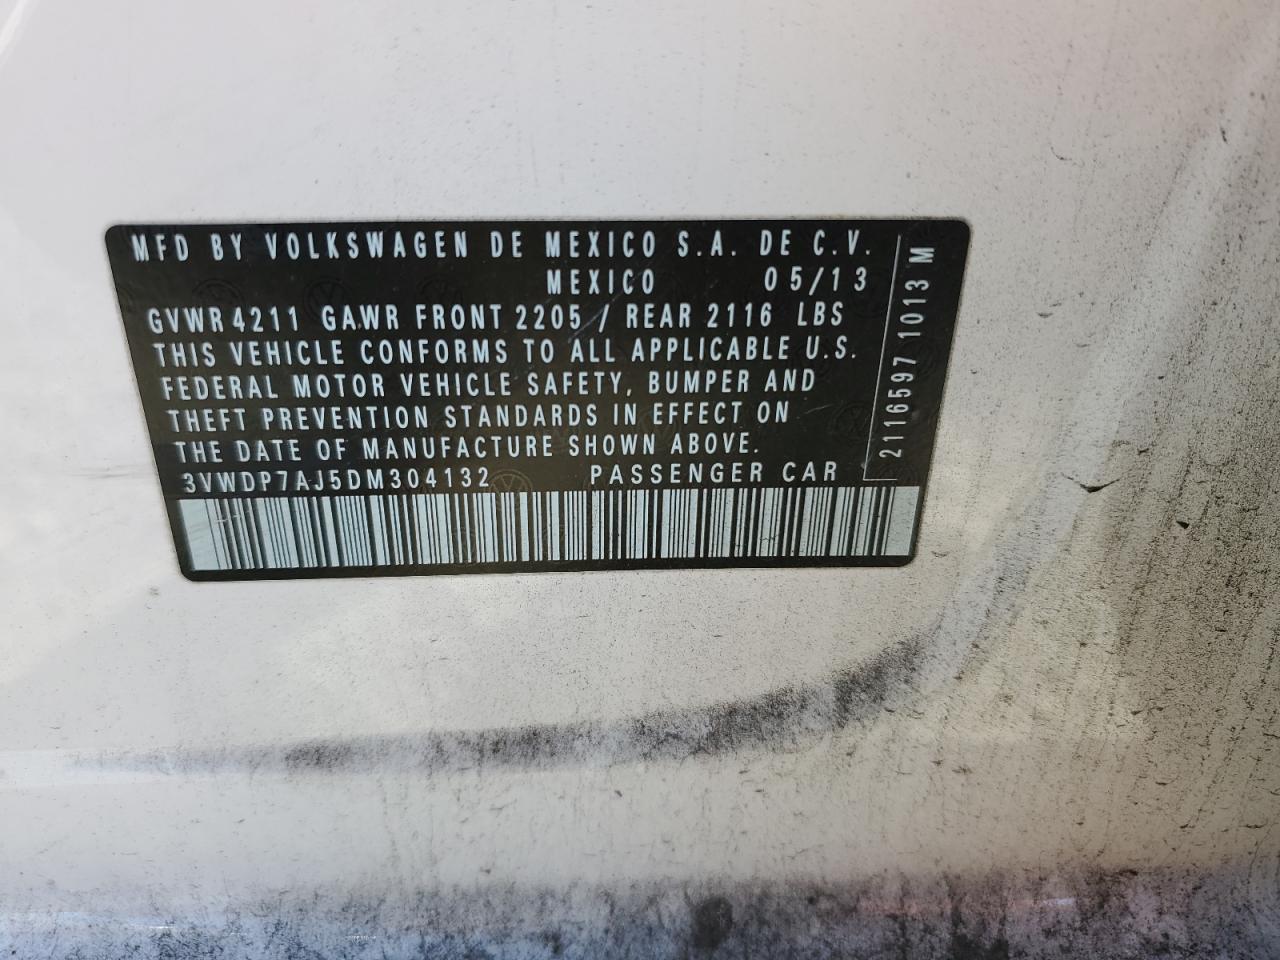 MFD BY VOLKSWAGEN DE MEXICO S.A. DE C.V.
MEXICO 05/13
GVWR 4211 GAWR FRONT 2205 / REAR 2116 LBS
THIS VEHICLE CONFORMS TO ALL APPLICABLE U.S.
FEDERAL MOTOR VEHICLE SAFETY, BUMPER AND
THEFT PREVENTION STANDARDS IN EFFECT ON
THE DATE OF MANUFACTURE SHOWN ABOVE.
3VWDP7AJ5DM304132 PASSENGER CAR
2116597 1013 M